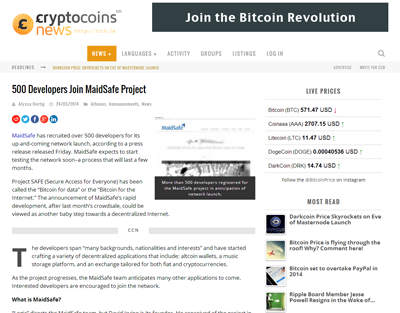 cryptocoins
news
Join the Bitcoin Revolution
NEWS
LANGUAGES
ACTIVITY
GROUPS
LISTINGS
LOG IN
HEADLINES
DARKCOIN PRICE SKYROCKETS ON EVE OF MASTERNODE LAUNCH
ADVERTISE
WRITE FOR CCN
500 Developers Join MaidSafe Project
Alyssa Hertig
24/05/2014
Altcoins, Announcements, News
MaidSafe has recruited over 500 developers for its
up-and-coming network launch, according to a press
release released Friday. MaidSafe expects to start
testing the network soon--a process that will last a few
months.
Project SAFE (Secure Access for Everyone) has been
called the "Bitcoin for data" or the "Bitcoin for the
Internet." The announcement of MaidSafe's rapid
development, after last month's crowdsale, could be
viewed as another baby step towards a decentralized Internet.
MaidSafe
More than 500 developers registered for
the MaidSafe project in anticipation of
network launch.
CCN
The developers span "many backgrounds, nationalities and interests" and have started
crafting a variety of decentralized applications that include: altcoin wallets, a music
storage platform, and an exchange tailored for both fiat and cryptocurrencies.
As the project progresses, the MaidSafe team anticipates many other applications to come.
Interested developers are encouraged to join the network.
What is MaidSafe?
LIVE PRICES
Bitcoin (BTC) 571.47 USD ↓
Coinaaa (AAA) 2707.15 USD ↑
Litecoin (LTC) 11.47 USD ↑
DogeCoin (DOGE) 0.00040536 USD ↑
DarkCoin (DRK) 14.74 USD ↑
Follow the @BitcoinPrice on Instagram
MOST READ
Darkcoin Price Skyrockets on Eve
of Masternode Launch
Bitcoin Price is flying through the
roof! Why? Comment here!
Bitcoin set to overtake PayPal in
2014
Ripple Board Member Jesse
Powell Resigns in the Wake of...